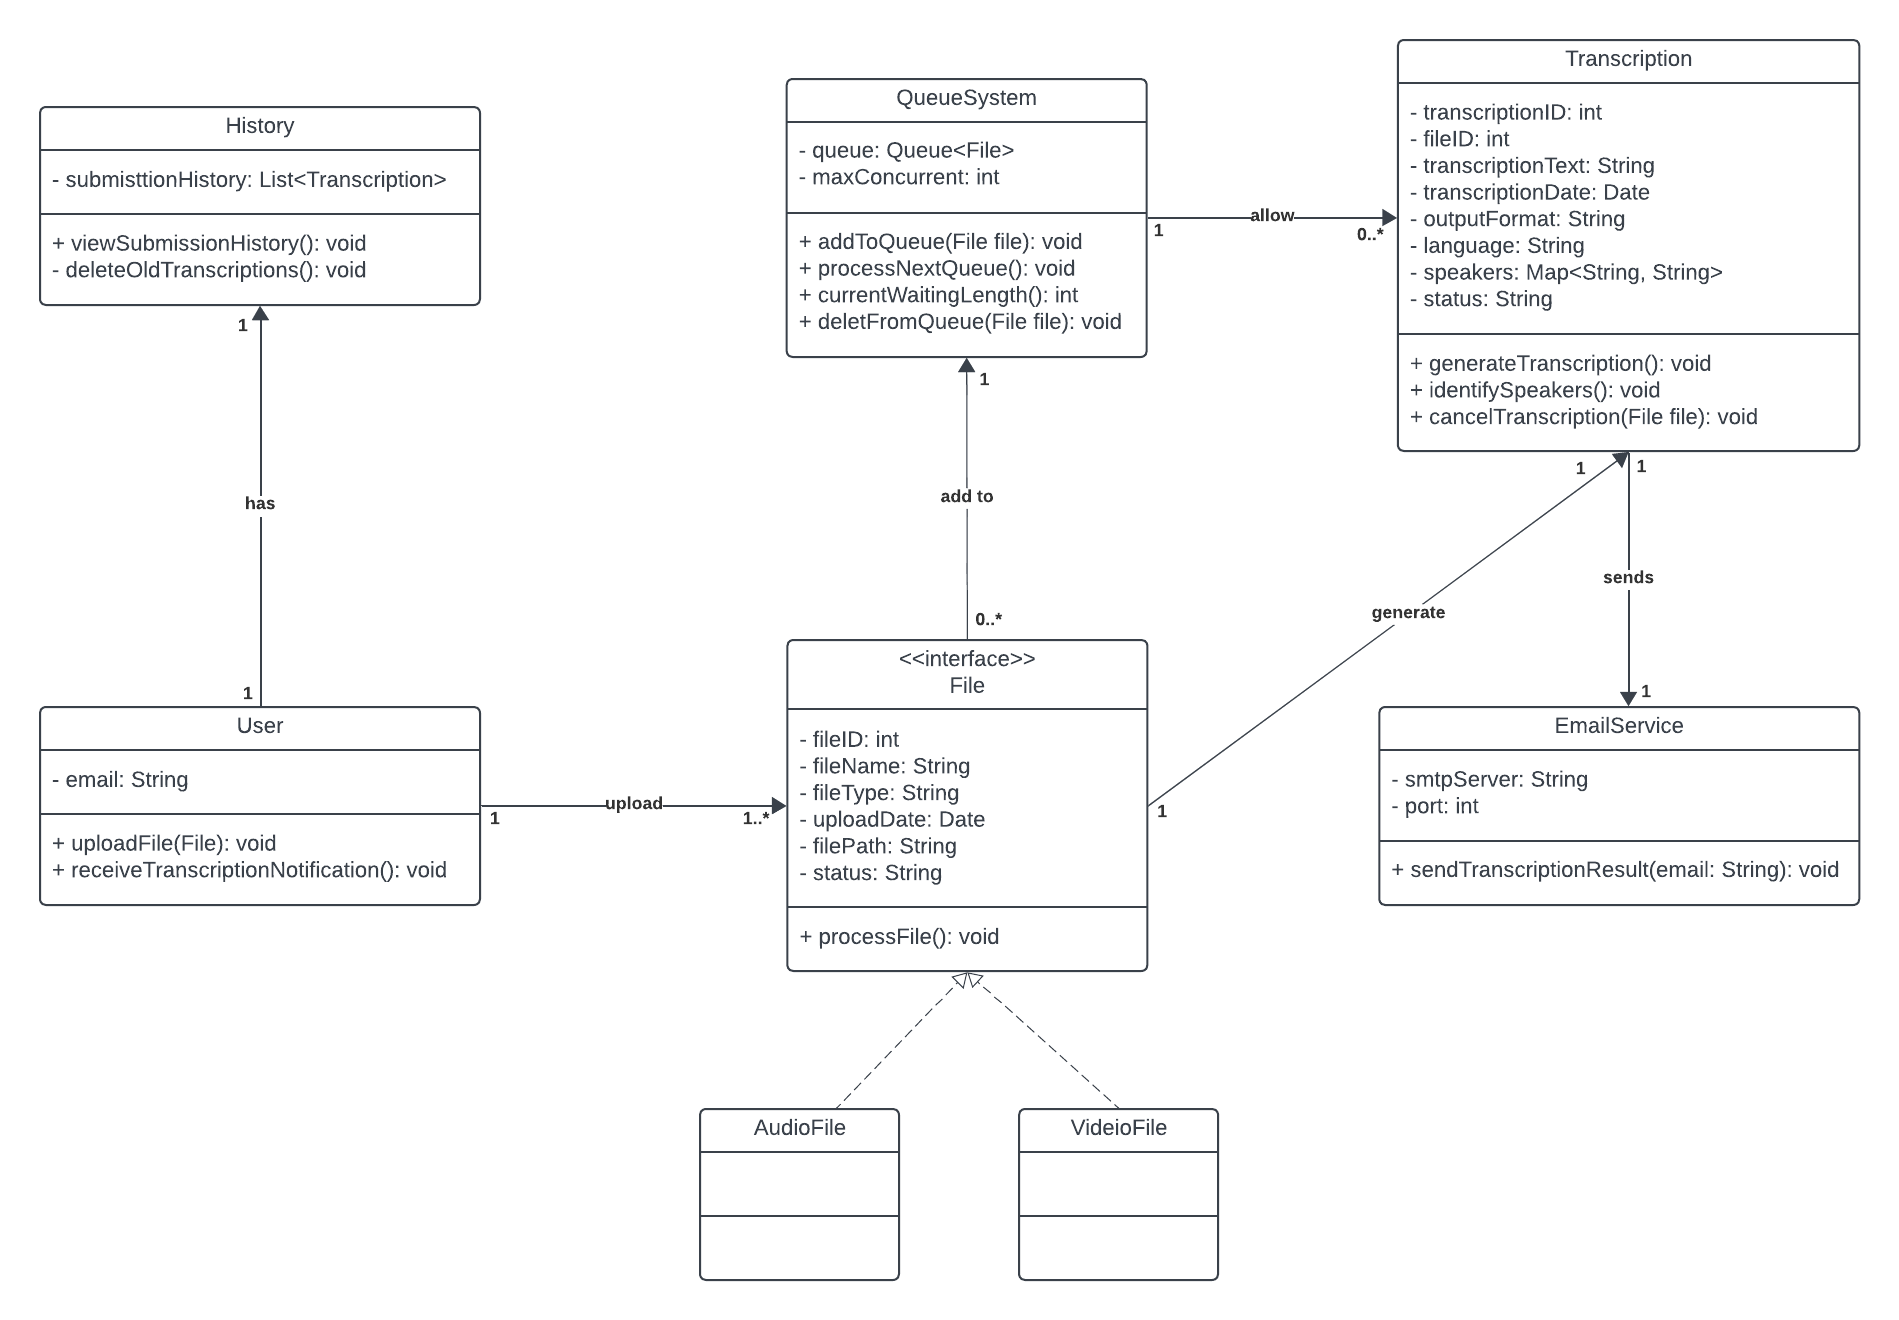 History
- submisttionHistory: List<Transcription>
+ viewSubmissionHistory(): void
- deleteOldTranscriptions(): void
QueueSystem
- queue: Queue<File>
- maxConcurrent: int
+ addToQueue(File file): void
+ processNextQueue(): void
+ currentWaitingLength(): int
+ deletFromQueue(File file): void
allow
1
0..*
Transcription
- transcriptionID: int
- fileID: int
- transcriptionText: String
- transcriptionDate: Date
- outputFormat: String
- language: String
- speakers: Map<String, String>
- status: String
+ generateTranscription(): void
+ identifySpeakers(): void
+ cancelTranscription(File file): void
1
has
1
1
add to
0..*
1
generate
1
1
sends
1
User
- email: String
+ uploadFile(File): void
+ receiveTranscriptionNotification(): void
1
upload
1..*
<<interface>>
File
- fileID: int
- fileName: String
- fileType: String
- uploadDate: Date
- filePath: String
- status: String
+ processFile(): void
EmailService
- smtpServer: String
- port: int
+ sendTranscriptionResult(email: String): void
AudioFile
VideioFile